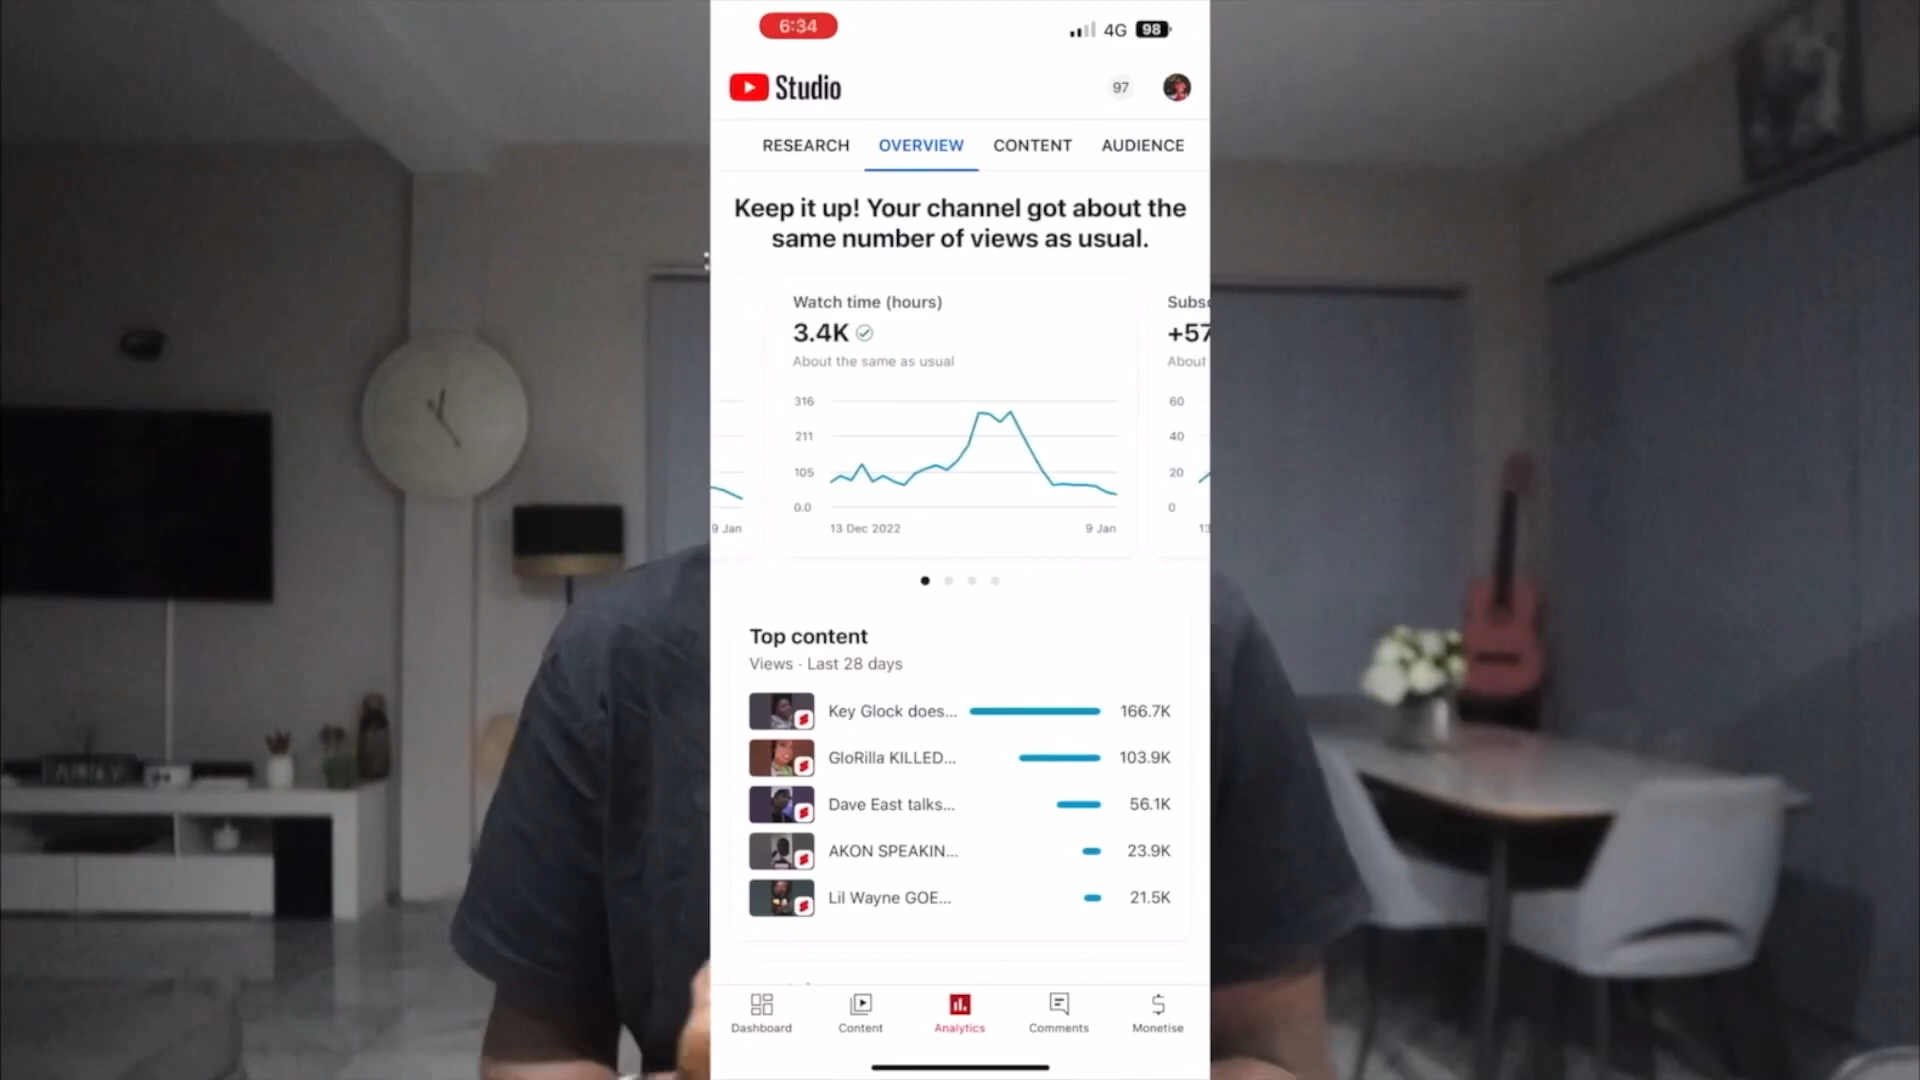 6:34
4G 98
Studio
97
RESEARCH OVERVIEW CONTENT AUDIENCE
Keep it up! Your channel got about the
same number of views as usual.
Watch time (hours)
3.4K
About the same as usual
316
211
105
0.0
13 Dec 2022 9 Jan
9 Jan
Subs
+57
About
60
40
20
0
13
Top content
Views · Last 28 days
Key Glock does... 166.7K
GloRilla KILLED... 103.9K
Dave East talks... 56.1K
AKON SPEAKIN... 23.9K
Lil Wayne GOE... 21.5K
Dashboard Content Analytics Comments Monetise